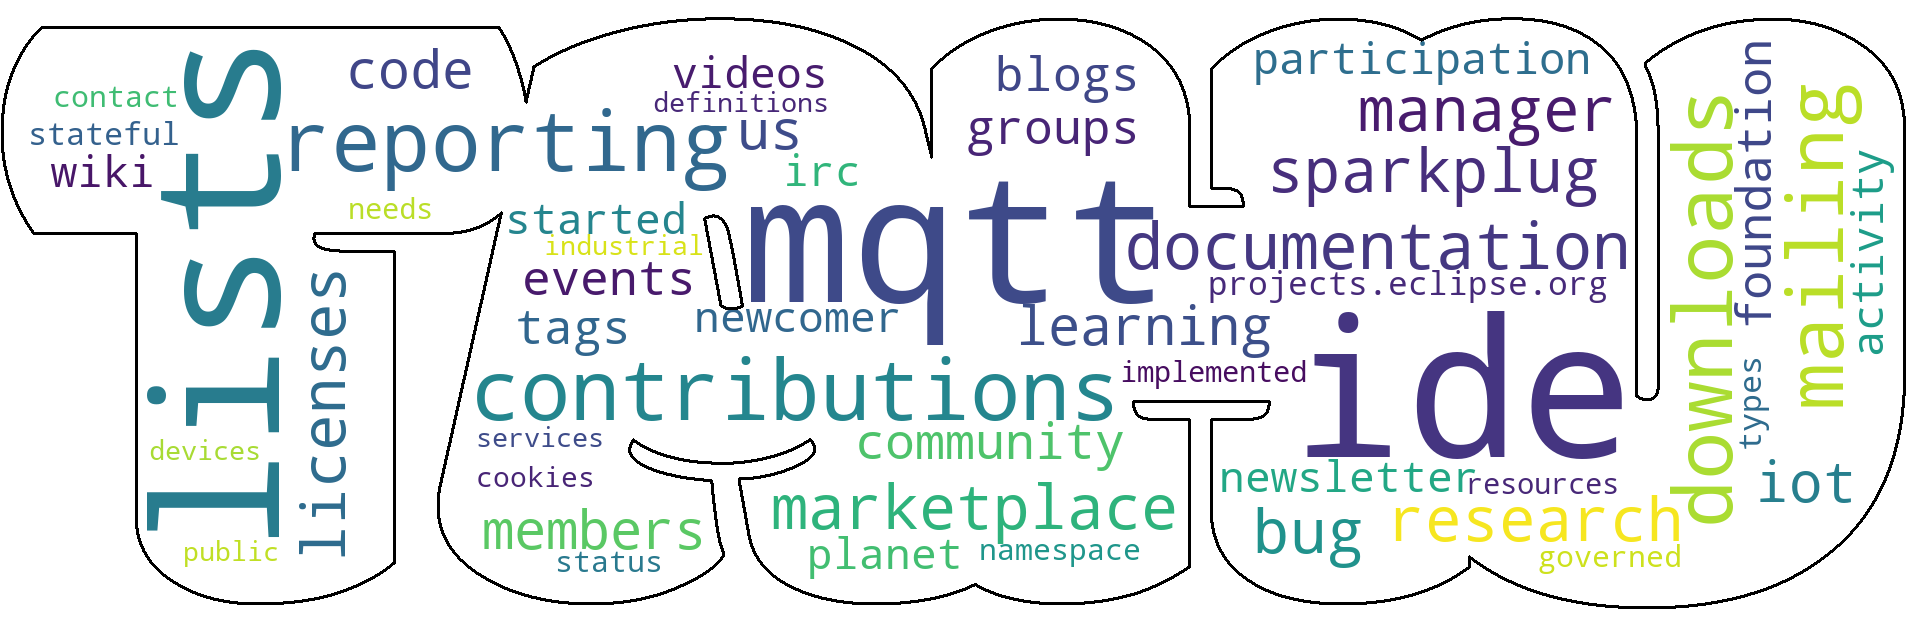 contact
stateful
wiki
lists
devices
public
licenses
code
reporting
needs
videos
definitions
us
irc
started
industrial
events
tags
newcomer
mqtt
contributions
services
cookies
members
status
blogs
groups
documentation
projects.eclipse.org
learning
implemented
community
marketplace
planet
namespace
participation
manager
sparkplug
ide
newsletter
resources
bug
research
governed
downloads
foundation
types
mailing
activity
iot